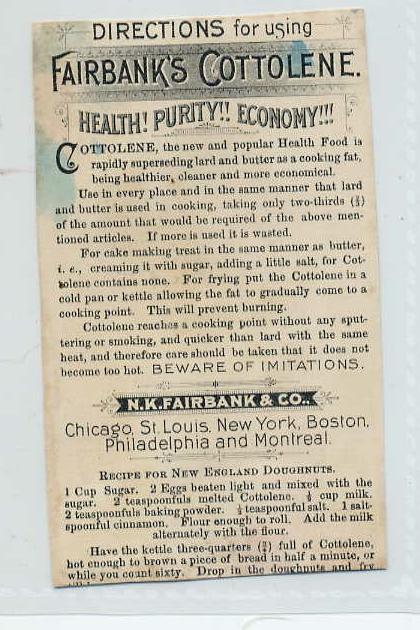 DIRECTIONS for using
FAIRBANK'S COTTOLENE.
HEALTH! PURITY!! ECONOMY!!!
COTTOLENE, the new and popular Health Food is
rapidly superseding lard and butter as a cooking fat,
being healthier, cleaner and more economical.
Use in every place and in the same manner that lard
and butter is used in cooking, taking only two-thirds (⅔)
of the amount that would be required of the above men-
tioned articles. If more is used it is wasted.
For cake making treat in the same manner as butter,
i. e., creaming it with sugar, adding a little salt, for Cot-
tolene contains none. For frying put the Cottolene in a
cold pan or kettle allowing the fat to gradually come to a
cooking point. This will prevent burning.
Cottolene reaches a cooking point without any sput-
tering or smoking, and quicker than lard with the same
heat, and therefore care should be taken that it does not
become too hot. BEWARE OF IMITATIONS.
N.K.FAIRBANK & CO.,
Chicago, St. Louis, New York, Boston,
Philadelphia and Montreal.
RECIPE FOR NEW ENGLAND DOUGHNUTS.
1 Cup Sugar. 2 Eggs beaten light and mixed with the
sugar. 2 teaspoonfuls melted Cottolene. cup milk.
2 teaspoonfuls baking powder. teaspoonful salt. 1 salt-
spoonful cinnamon. Flour enough to roll. Add the milk
alternately with the flour.
Have the kettle three-quarters (¾) full of Cottolene,
hot enough to brown a piece of bread in half a minute, or
while you count sixty. Drop in the doughnuts and fry